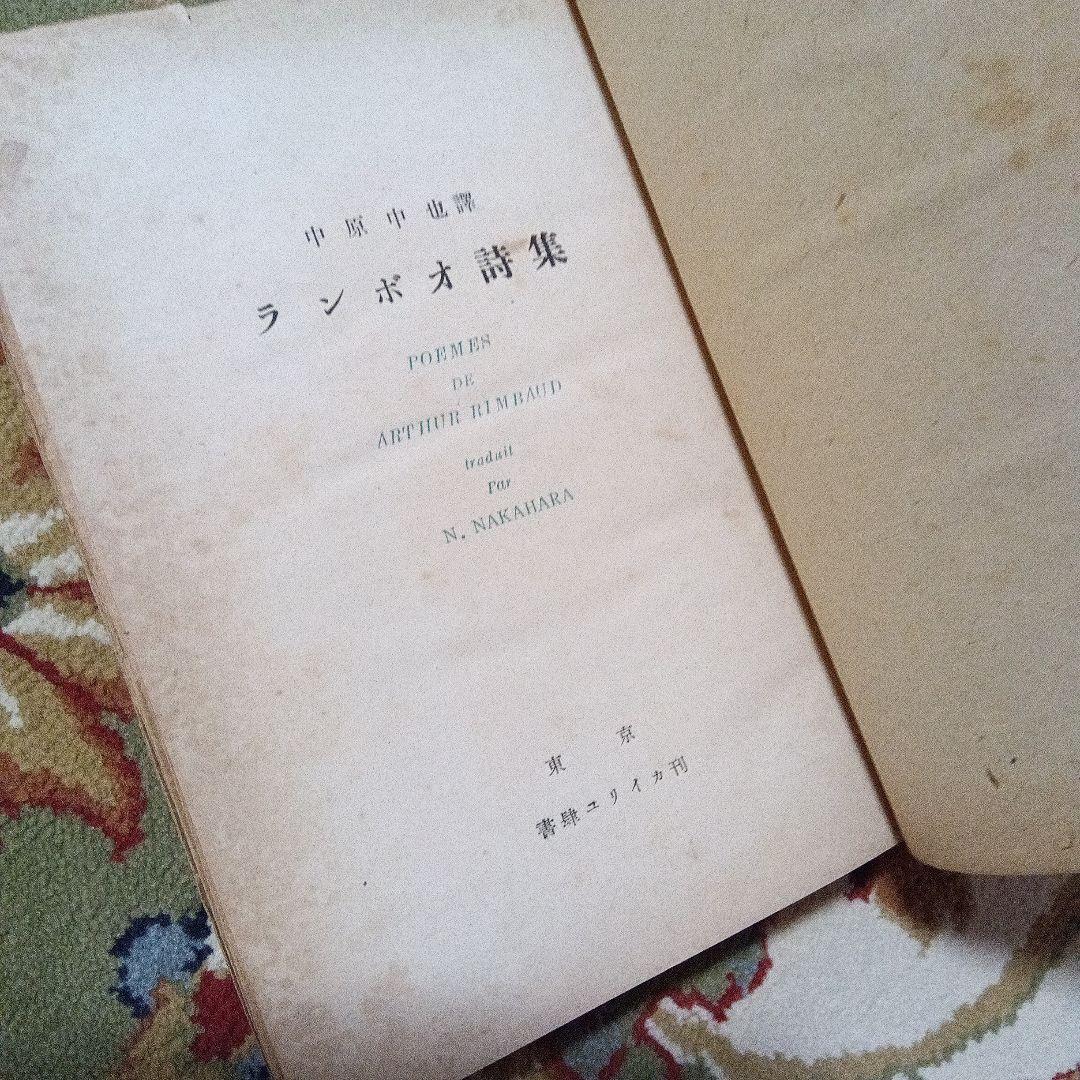 中原中也譯
ランボオ詩集
POEMES
DE
ARTHUR RIMBAUD
traduit
Par
N. NAKAHARA
東京
書肆ユリイカ刊